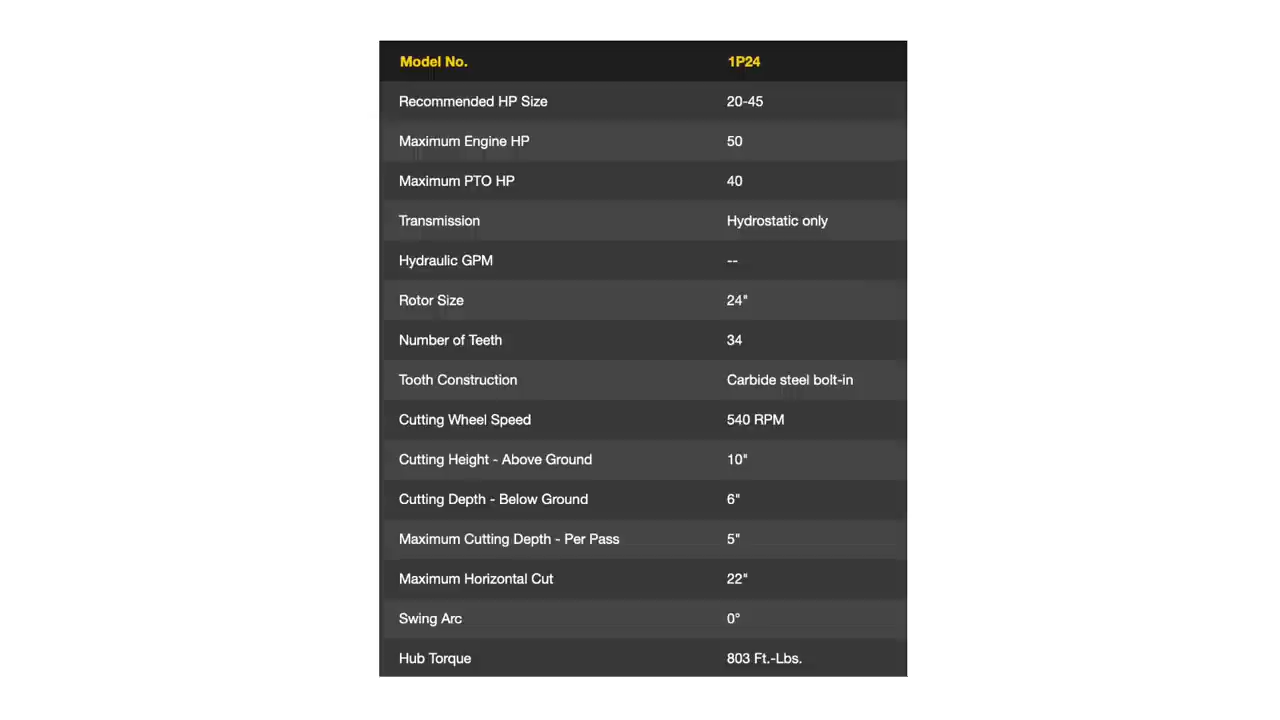 Model No. 1P24
Recommended HP Size 20-45
Maximum Engine HP 50
Maximum PTO HP 40
Transmission Hydrostatic only
Hydraulic GPM --
Rotor Size 24"
Number of Teeth 34
Tooth Construction Carbide steel bolt-in
Cutting Wheel Speed 540 RPM
Cutting Height - Above Ground 10"
Cutting Depth - Below Ground 6"
Maximum Cutting Depth - Per Pass 5"
Maximum Horizontal Cut 22"
Swing Arc 0°
Hub Torque 803 Ft.-Lbs.